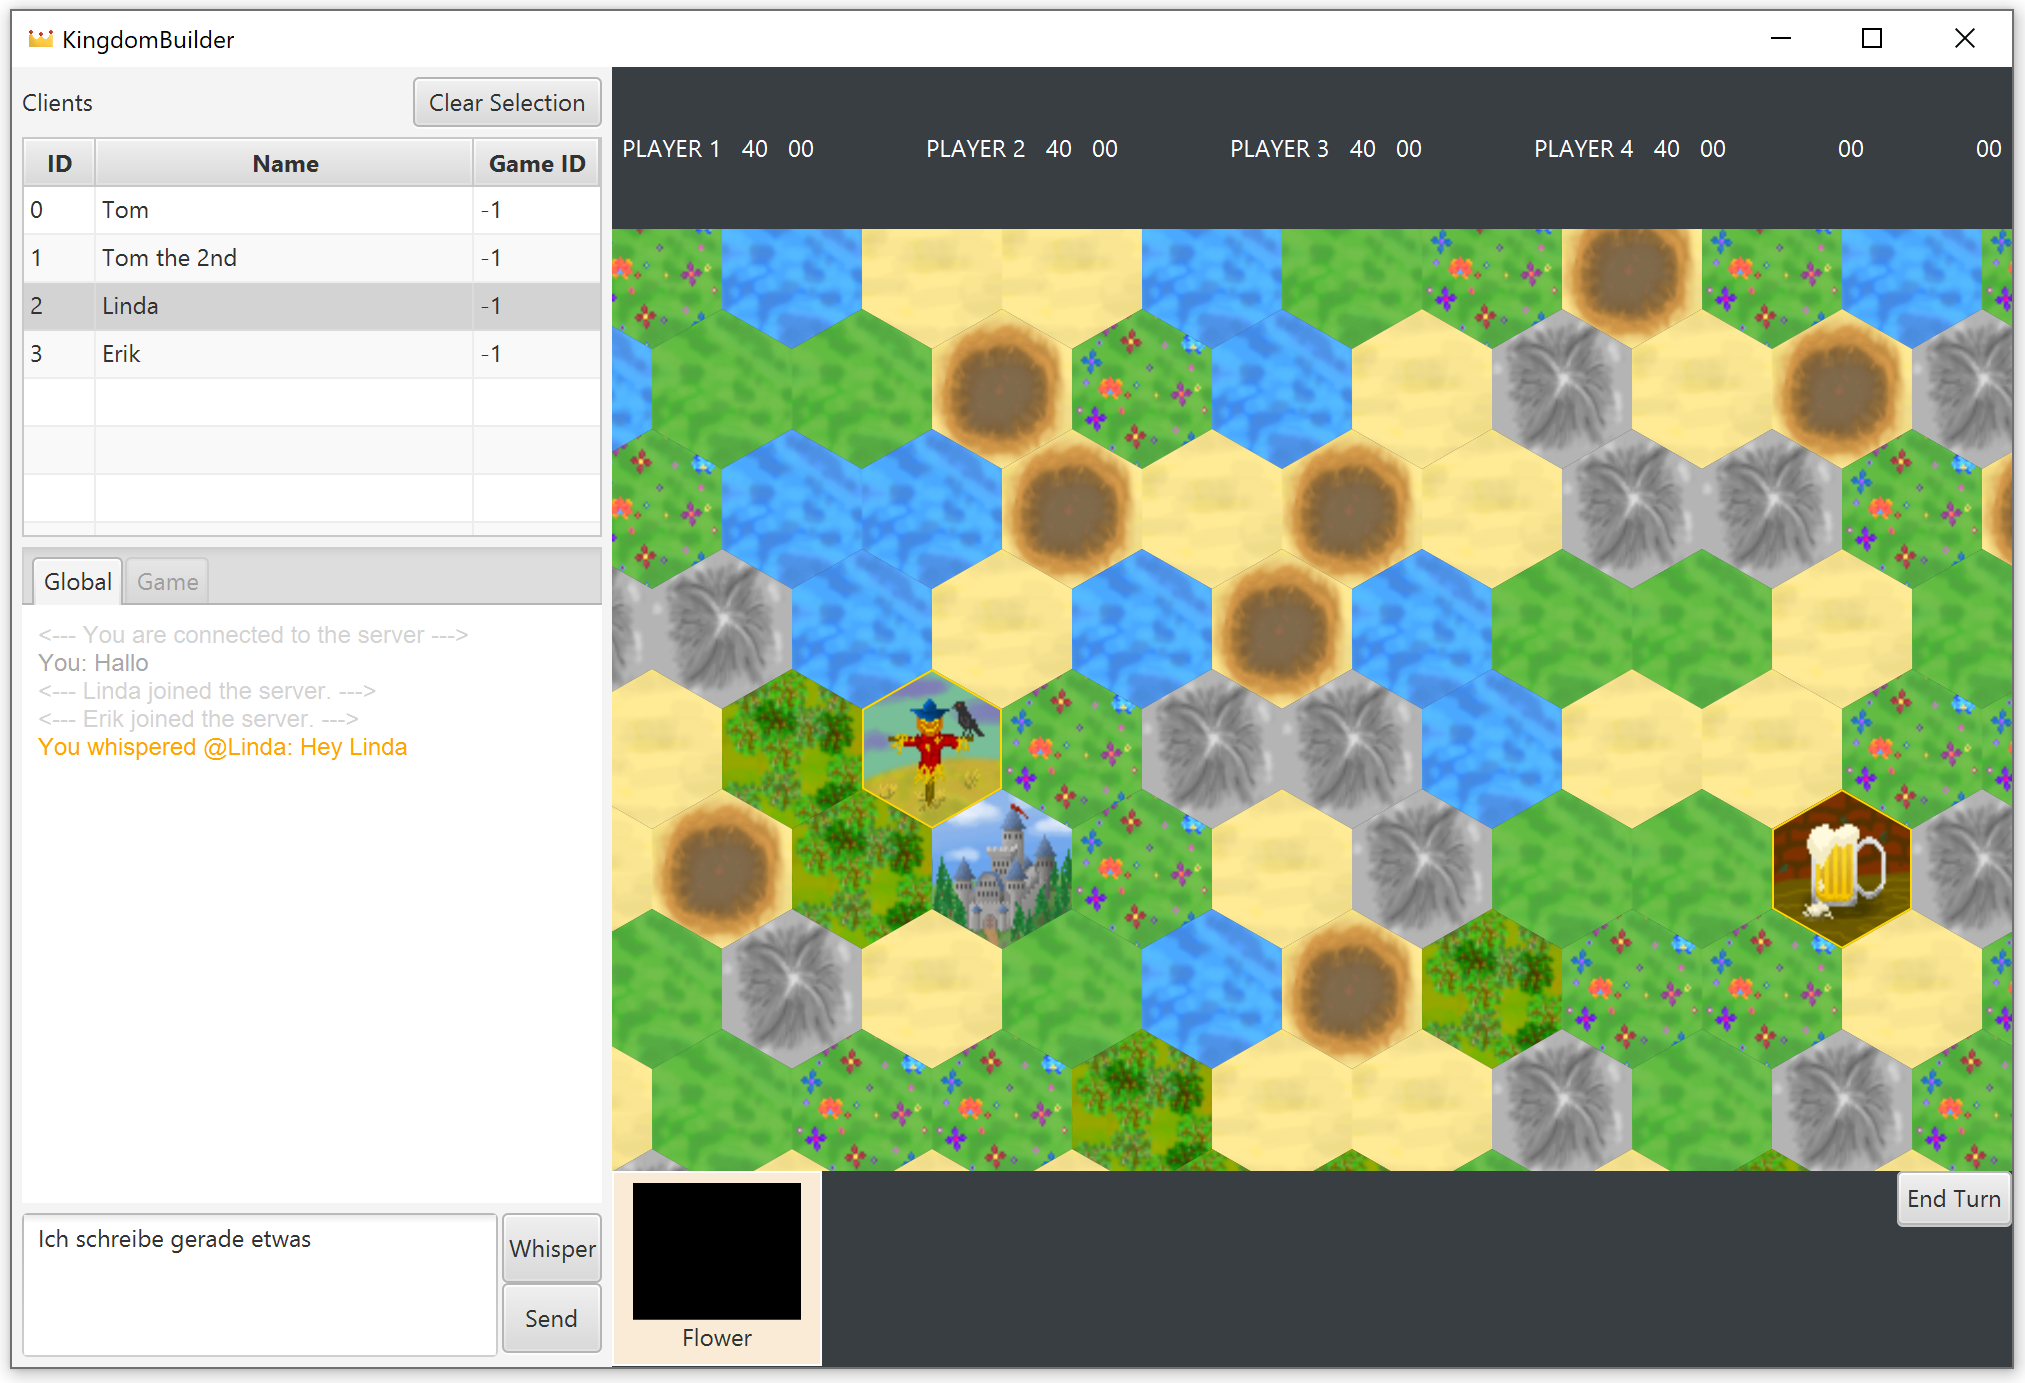 KingdomBuilder
Clients
Clear Selection
ID Name Game ID
0 Tom -1
1 Tom the 2nd -1
2 Linda -1
3 Erik -1
Global Game
<--- You are connected to the server --->
You: Hallo
<--- Linda joined the server. --->
<--- Erik joined the server. --->
You whispered @Linda: Hey Linda
Ich schreibe gerade etwas
Whisper
Send
PLAYER 1 40 00 PLAYER 2 40 00 PLAYER 3 40 00 PLAYER 4 40 00 00 00
Flower
End Turn